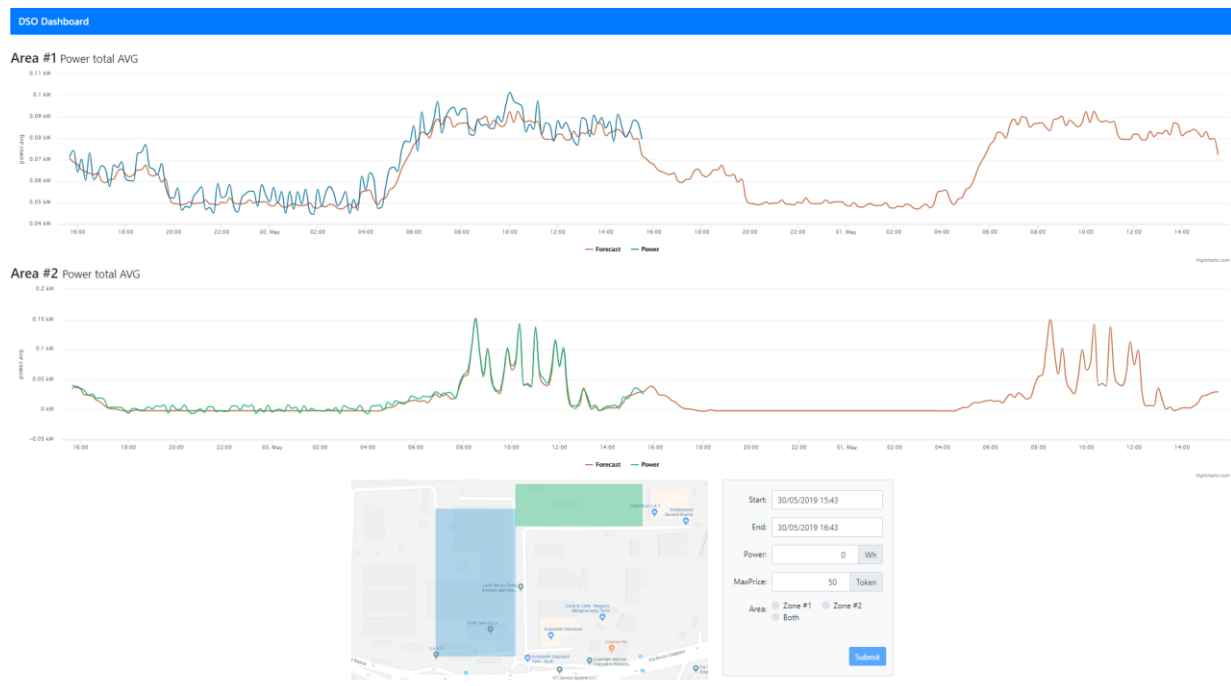 DSO Dashboard
Area #1 Power total AVG
0.11 kW
0.1 kW
0.09 kW
0.08 kW
0.07 kW
0.06 kW
0.05 kW
0.04 kW
power avg
16:00 18:00 20:00 22:00 30. May 02:00 04:00 06:00 08:00 10:00 12:00 14:00 16:00 18:00 20:00 22:00 31. May 02:00 04:00 06:00 08:00 10:00 12:00 14:00
Forecast Power
Highcharts.com
Area #2 Power total AVG
0.2 kW
0.15 kW
0.1 kW
0.05 kW
0 kW
-0.05 kW
power avg
16:00 18:00 20:00 22:00 30. May 02:00 04:00 06:00 08:00 10:00 12:00 14:00 16:00 18:00 20:00 22:00 31. May 02:00 04:00 06:00 08:00 10:00 12:00 14:00
Forecast Power
Highcharts.com
Start: 30/05/2019 15:43
End: 30/05/2019 16:43
Power: 0 Wh
MaxPrice: 50 Token
Area: Zone #1 Zone #2
Both
Submit